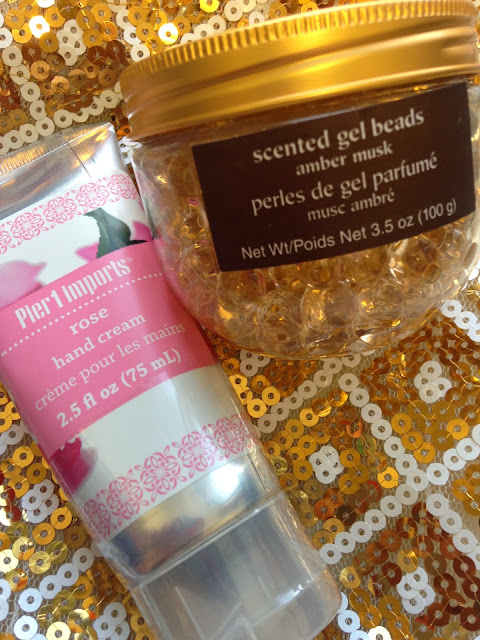 scented gel beads
amber musk
perles de gel parfumé
musc ambré
Net Wt/Poids Net 3.5 oz (100 g)
Pier 1 imports®
rose
hand cream
crème pour les mains
2.5 fl oz (75 mL)